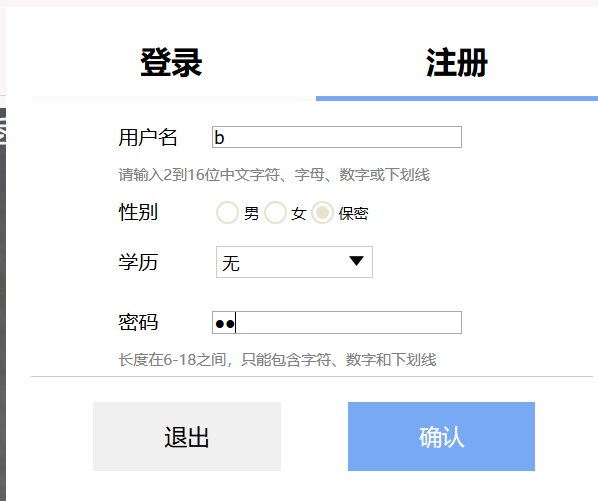 登录 注册
用户名 b
请输入2到16位中文字符、字母、数字或下划线
性别 男 女 保密
学历 无
密码 ●●
长度在6-18之间，只能包含字符、数字和下划线
退出 确认